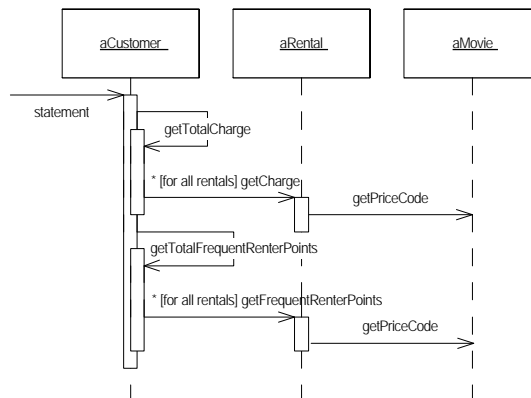 aCustomer
aRental
aMovie
statement
getTotalCharge
* [for all rentals] getCharge
getPriceCode
getTotalFrequentRenterPoints
* [for all rentals] getFrequentRenterPoints
getPriceCode